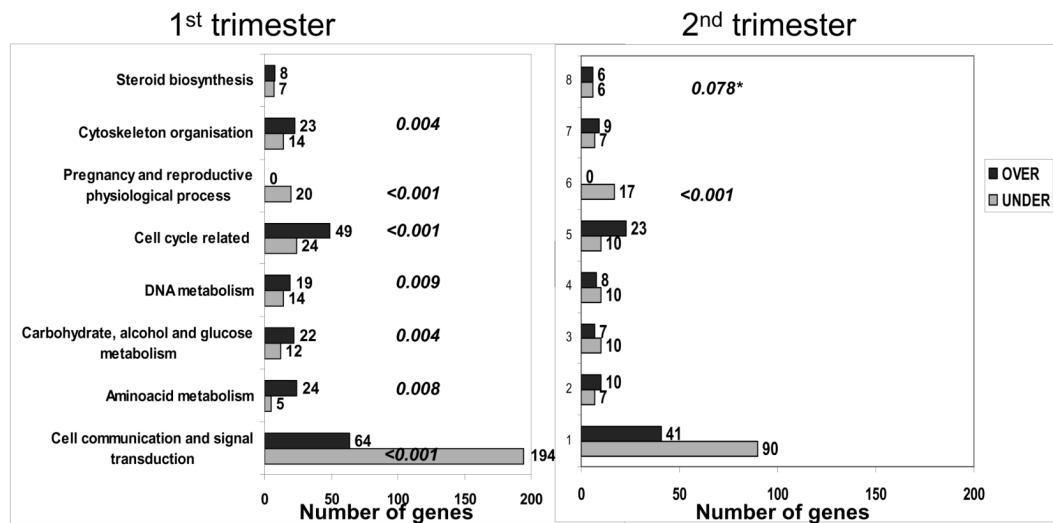 1st trimester
2nd trimester
Steroid biosynthesis
8
7
Cytoskeleton organisation
23
14
0.004
Pregnancy and reproductive
physiological process
0
20
<0.001
Cell cycle related
49
24
<0.001
DNA metabolism
19
14
0.009
Carbohydrate, alcohol and glucose
metabolism
22
12
0.004
Aminoacid metabolism
24
5
0.008
Cell communication and signal
transduction
64
<0.001
194
0 50 100 150 200
Number of genes
8
6
6
0.078*
7
9
7
6
0
17
<0.001
5
23
10
4
8
10
3
7
10
2
10
7
1
41
90
0 50 100 150 200
Number of genes
OVER
UNDER